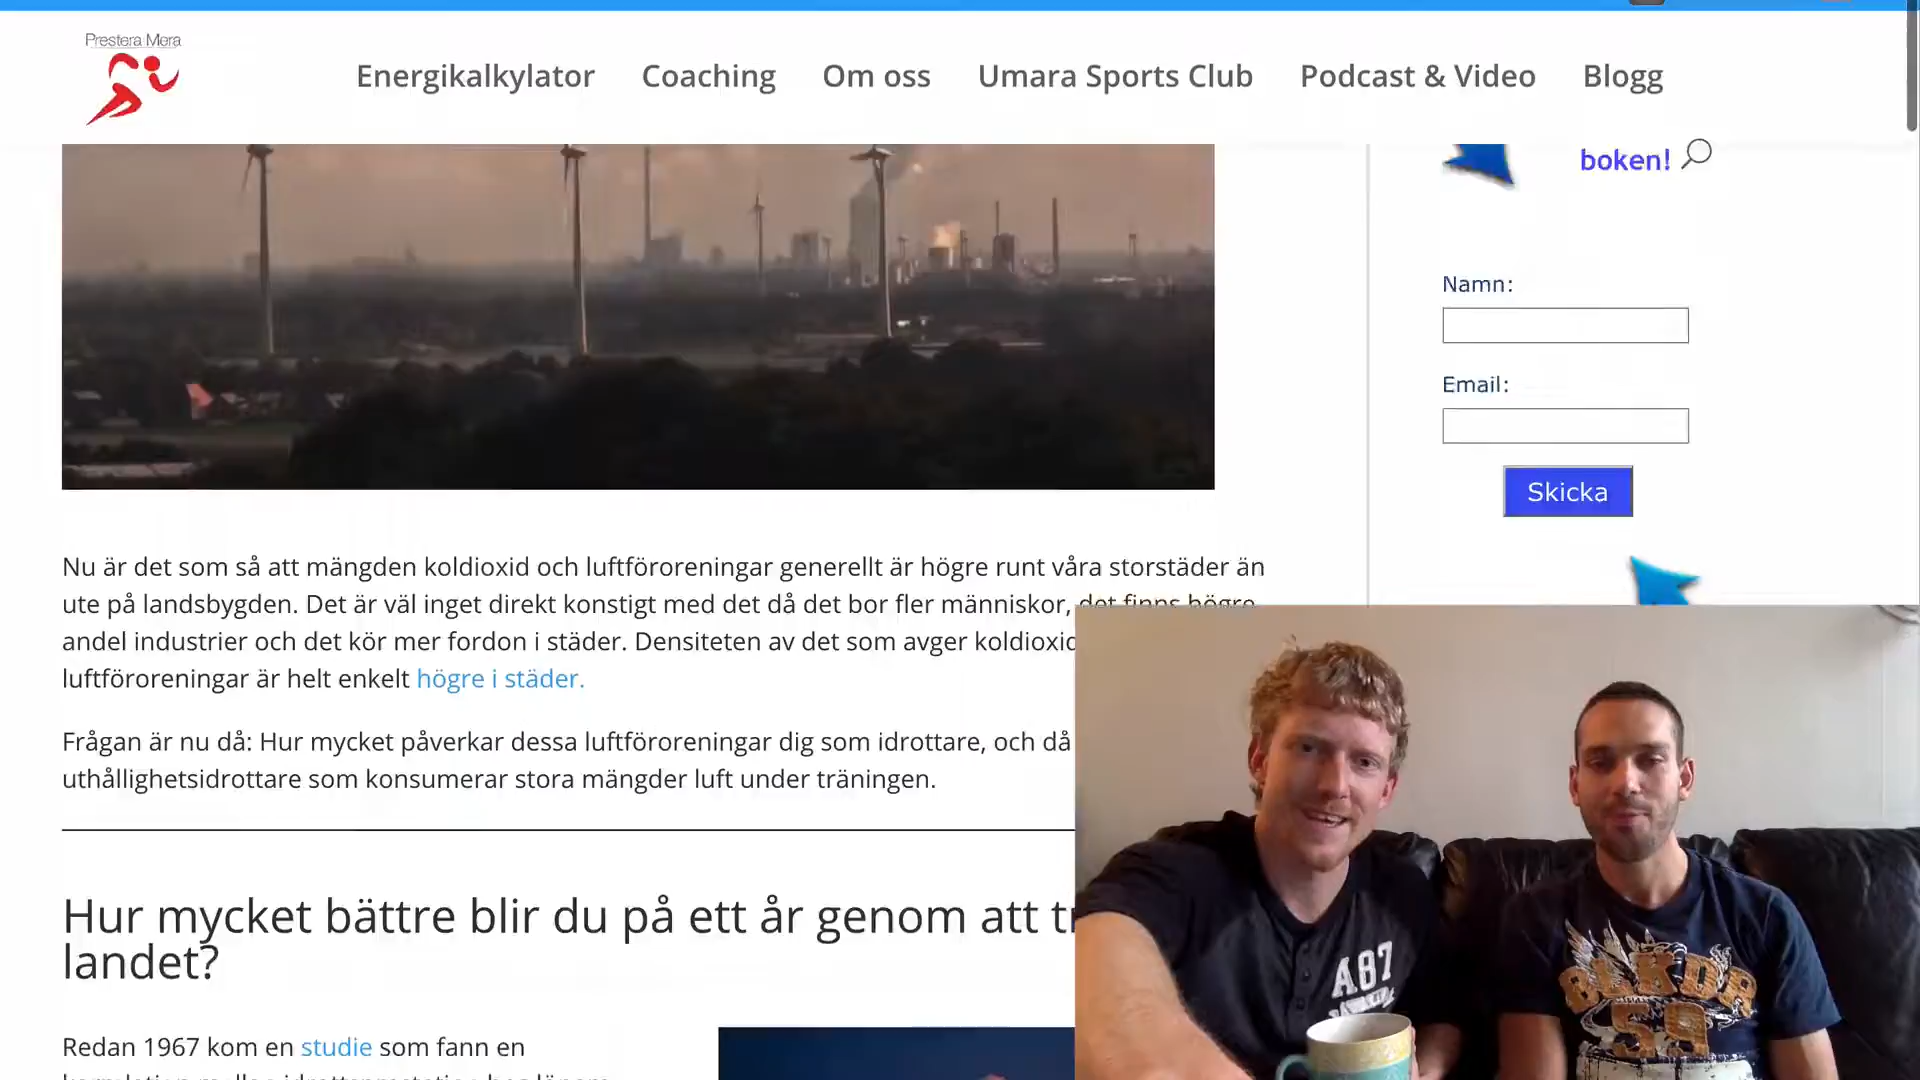 Prestera Mera
Energikalkylator
Coaching
Om oss
Umara Sports Club
Podcast & Video
Blogg
boken!
Namn:
Email:
Skicka
Nu är det som så att mängden koldioxid och luftföroreningar generellt är högre runt våra storstäder än
ute på landsbygden. Det är väl inget direkt konstigt med det då det bor fler människor, det finns högre
andel industrier och det kör mer fordon i städer. Densiteten av det som avger koldioxid
luftföroreningar är helt enkelt högre i städer.
Frågan är nu då: Hur mycket påverkar dessa luftföroreningar dig som idrottare, och då
uthållighetsidrottare som konsumerar stora mängder luft under träningen.
Hur mycket bättre blir du på ett år genom att
landet?
Redan 1967 kom en studie som fann en
A87
59